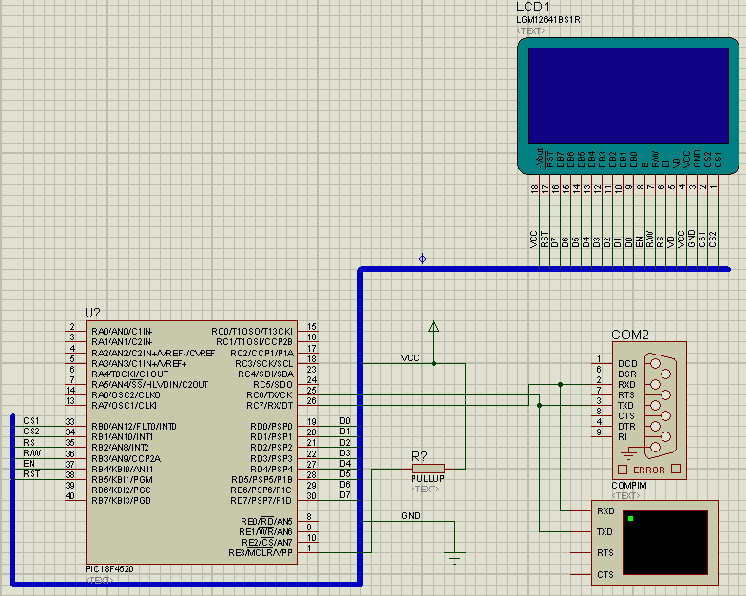 LCD1
LGM12641BS1R
<TEXT>
-Vout RST DB7 DB6 DB5 DB4 DB3 DB2 DB1 DB0 E R/W DI V0 VCC GND CS2 CS1
18 17 16 15 14 13 12 11 10 9 8 7 6 5 4 3 2 1
VCC RST D7 D6 D5 D4 D3 D2 D1 D0 EN R/W RS V0 VCC GND CS1 CS2
U?
2 RA0/AN0/C1IN-
3 RA1/AN1/C2IN-
4 RA2/AN2/C2IN+/VREF-/CVREF
5 RA3/AN3/C1IN+/VREF+
6 RA4/T0CKI/C1OUT
7 RA5/AN4/SS/HLVDIN/C2OUT
14 RA6/OSC2/CLKO
13 RA7/OSC1/CLKI
CS1 33 RB0/AN12/FLT0/INT0
CS2 34 RB1/AN10/INT1
RS 35 RB2/AN8/INT2
R/W 36 RB3/AN9/CCP2A
EN 37 RB4/KBI0/AN11
RST 38 RB5/KBI1/PGM
39 RB6/KBI2/PGC
40 RB7/KBI3/PGD
RC0/T1OSO/T13CKI 15
RC1/T1OSI/CCP2B
RC2/CCP1/P1A 17
RC3/SCK/SCL 18
RC4/SDI/SDA 23
RC5/SDO 24
RC6/TX/CK 25
RC7/RX/DT 26
RD0/PSP0 19 D0
RD1/PSP1 20 D1
RD2/PSP2 21 D2
RD3/PSP3 22 D3
RD4/PSP4 27 D4
RD5/PSP5/P1B 28 D5
RD6/PSP6/P1C 29 D6
RD7/PSP7/P1D 30 D7
RE0/RD/AN5 8
RE1/WR/AN6
RE2/CS/AN7 10
RE3/MCLR/VPP 1
PIC18F4520
<TEXT>
VCC
R?
PULLUP
<TEXT>
GND
COM2
1 DCD
6 DSR
2 RXD
7 RTS
3 TXD
8 CTS
4 DTR
9 RI
ERROR
COMPIM
<TEXT>
RXD
TXD
RTS
CTS